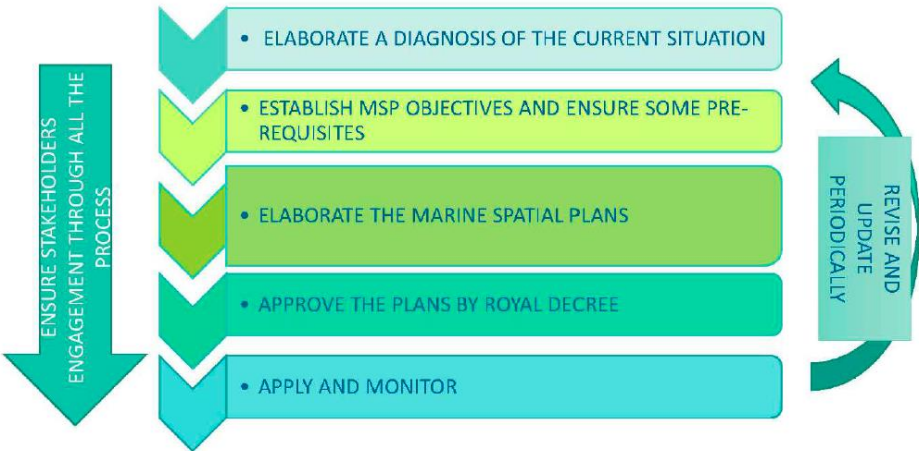 • ELABORATE A DIAGNOSIS OF THE CURRENT SITUATION
• ESTABLISH MSP OBJECTIVES AND ENSURE SOME PRE-
REQUISITES
• ELABORATE THE MARINE SPATIAL PLANS
• APPROVE THE PLANS BY ROYAL DECREE
• APPLY AND MONITOR
ENSURE STAKEHOLDERS
ENGAGEMENT THROUGH ALL THE
PROCESS
REVISE AND
UPDATE
PERIODICALLY